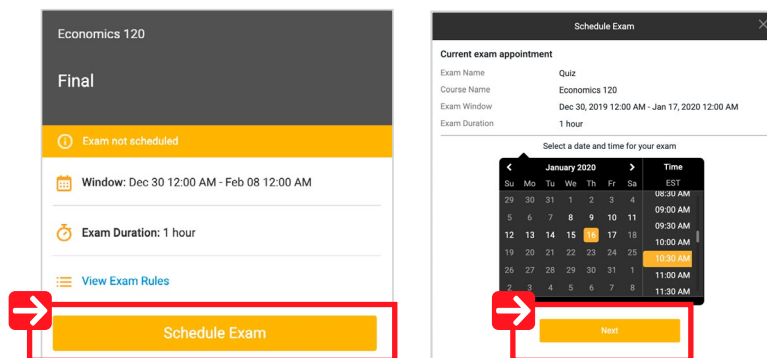 Economics 120
Final
Exam not scheduled
Window: Dec 30 12:00 AM - Feb 08 12:00 AM
Exam Duration: 1 hour
View Exam Rules
Schedule Exam
Schedule Exam
Current exam appointment
Exam Name Quiz
Course Name Economics 120
Exam Window Dec 30, 2019 12:00 AM - Jan 17, 2020 12:00 AM
Exam Duration 1 hour
Select a date and time for your exam
January 2020 Time
Su Mo Tu We Th Fr Sa EST
29 30 31 1 2 3 4 08:30 AM
5 6 7 8 9 10 11 09:00 AM
12 13 14 15 16 17 18 09:30 AM
19 20 21 22 23 24 25 10:00 AM
26 27 28 29 30 31 1 10:30 AM
2 3 4 5 6 7 8 11:00 AM
11:30 AM
Next